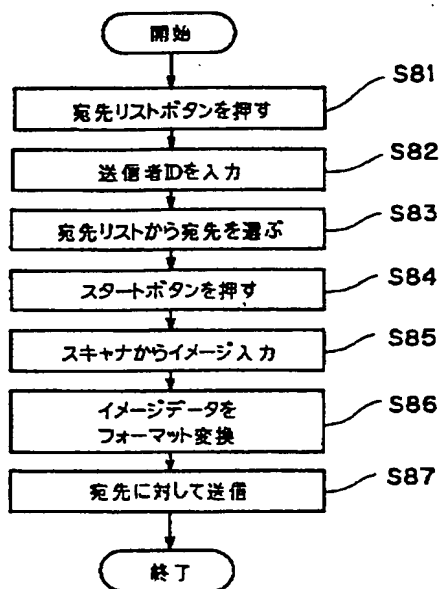 開始
S81
宛先リストボタンを押す
S82
送信者IDを入力
S83
宛先リストから宛先を選ぶ
S84
スタートボタンを押す
S85
スキャナからイメージ入力
S86
イメージデータを
フォーマット変換
S87
宛先に対して送信
終了